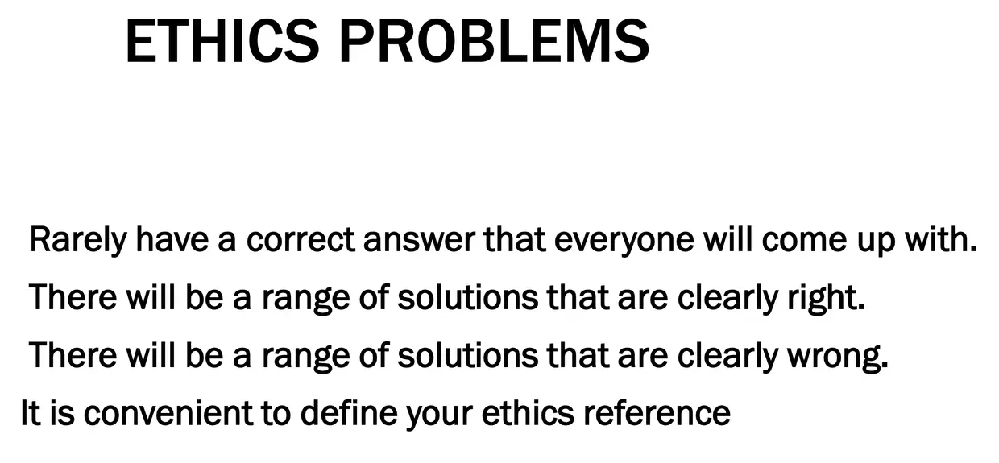 ETHICS PROBLEMS
Rarely have a correct answer that everyone will come up with.
There will be a range of solutions that are clearly right.
There will be a range of solutions that are clearly wrong.
It is convenient to define your ethics reference